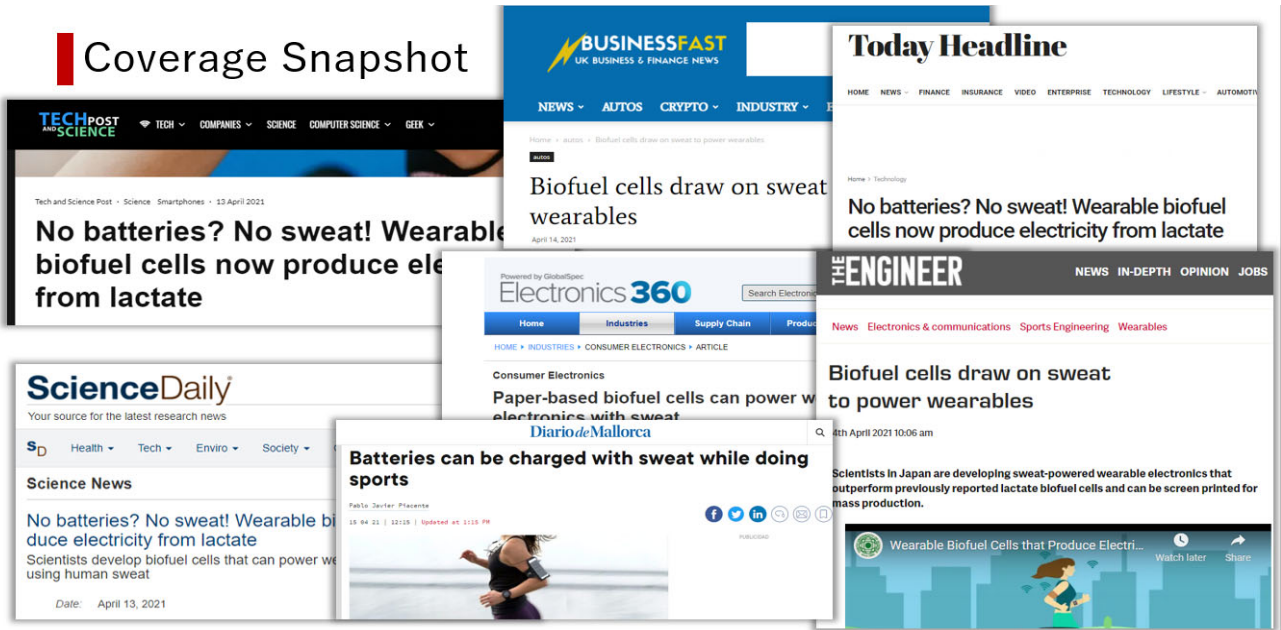 Coverage Snapshot
TECHPOST
ANDSCIENCE
TECH
COMPANIES
SCIENCE
COMPUTER SCIENCE
GEEK
Tech and Science Post • Science Smartphones • 13 April 2021
No batteries? No sweat! Wearable
biofuel cells now produce ele
from lactate
BUSINESSFAST
UK BUSINESS & FINANCE NEWS
NEWS
AUTOS
CRYPTO
INDUSTRY
Home › autos › Biofuel cells draw on sweat to power wearables
autos
Biofuel cells draw on sweat
wearables
April 14, 2021
Today Headline
HOME NEWS FINANCE INSURANCE VIDEO ENTERPRISE TECHNOLOGY LIFESTYLE AUTOMOTIV
Home › Technology
No batteries? No sweat! Wearable biofuel
cells now produce electricity from lactate
Powered by GlobalSpec
Electronics 360
Search Electroni
Home Industries Supply Chain Produc
HOME ▸ INDUSTRIES ▸ CONSUMER ELECTRONICS ▸ ARTICLE
Consumer Electronics
Paper-based biofuel cells can power w
electronics with sweat
THE ENGINEER
NEWS IN-DEPTH OPINION JOBS
News Electronics & communications Sports Engineering Wearables
Biofuel cells draw on sweat
to power wearables
4th April 2021 10:06 am
Scientists in Japan are developing sweat-powered wearable electronics that
outperform previously reported lactate biofuel cells and can be screen printed for
mass production.
Wearable Biofuel Cells that Produce Electri...
Watch later
Share
ScienceDaily
Your source for the latest research news
SD Health Tech Enviro Society
Science News
No batteries? No sweat! Wearable bi
duce electricity from lactate
Scientists develop biofuel cells that can power we
using human sweat
Date: April 13, 2021
Diario de Mallorca
Batteries can be charged with sweat while doing
sports
Pablo Javier Piacente
15·04·21 | 12:15 | Updated at 1:15 PM
PUBLICIDAD